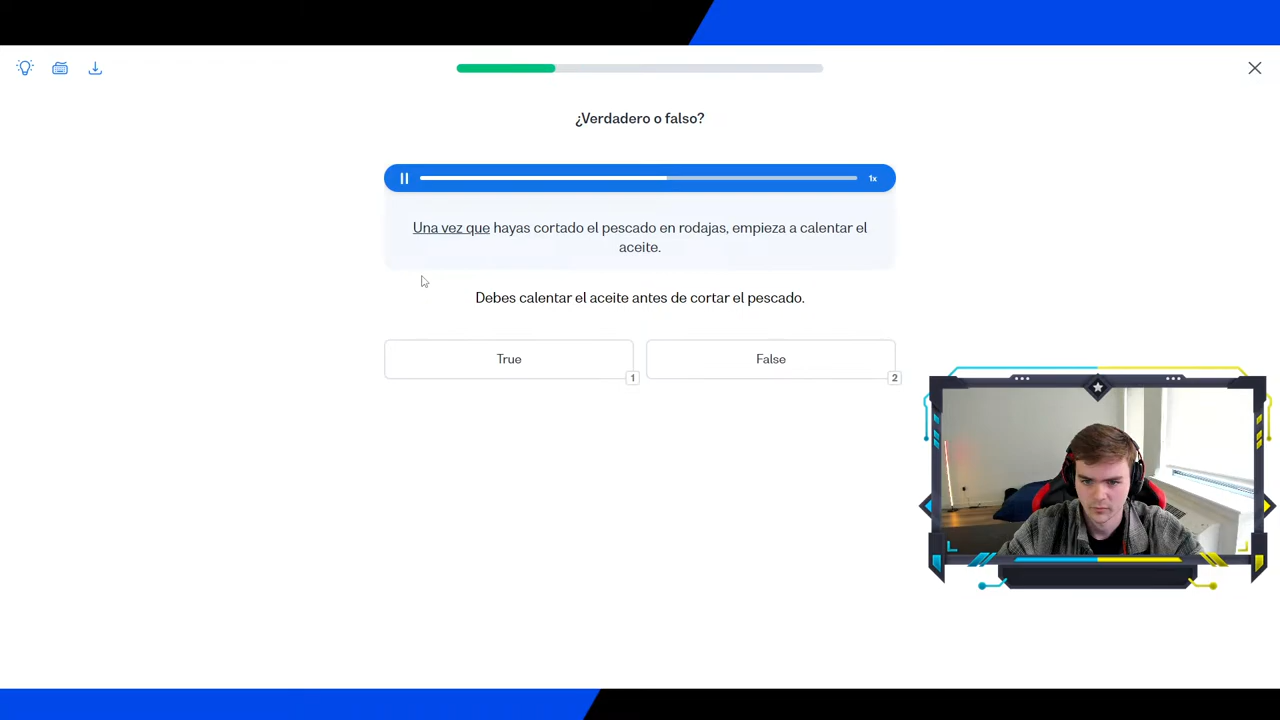 ¿Verdadero o falso?
1x
Una vez que hayas cortado el pescado en rodajas, empieza a calentar el
aceite.
Debes calentar el aceite antes de cortar el pescado.
True
1
False
2